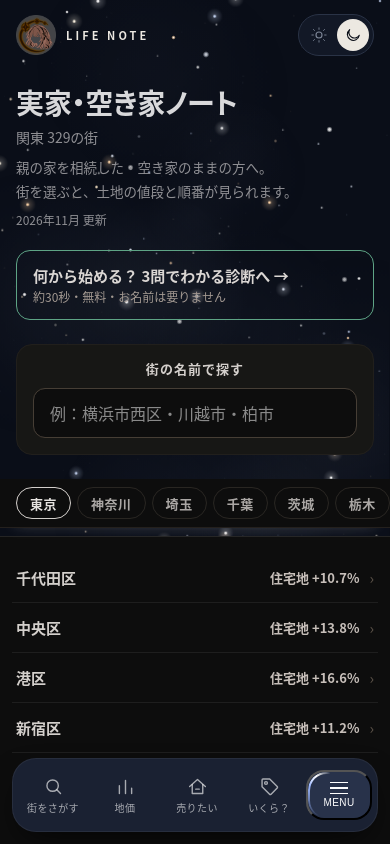 LIFE NOTE
実家・空き家ノート
関東 329の街
親の家を相続した・空き家のままの方へ。
街を選ぶと、土地の値段と順番が見られます。
2026年11月 更新
何から始める？ 3問でわかる診断へ →
約30秒・無料・お名前は要りません
街の名前で探す
例：横浜市西区・川越市・柏市
東京 神奈川 埼玉 千葉 茨城 栃木
千代田区 住宅地 +10.7% ›
中央区 住宅地 +13.8% ›
港区 住宅地 +16.6% ›
新宿区 住宅地 +11.2% ›
街をさがす 地価 売りたい いくら？ MENU